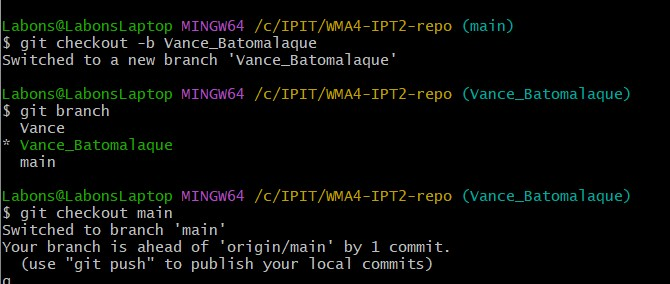 Labons@LabonsLaptop MINGW64 /c/IPIT/WMA4-IPT2-repo (main)
$ git checkout -b Vance_Batomalaque
Switched to a new branch 'Vance_Batomalaque'
Labons@LabonsLaptop MINGW64 /c/IPIT/WMA4-IPT2-repo (Vance_Batomalaque)
$ git branch
  Vance
* Vance_Batomalaque
  main
Labons@LabonsLaptop MINGW64 /c/IPIT/WMA4-IPT2-repo (Vance_Batomalaque)
$ git checkout main
Switched to branch 'main'
Your branch is ahead of 'origin/main' by 1 commit.
  (use "git push" to publish your local commits)